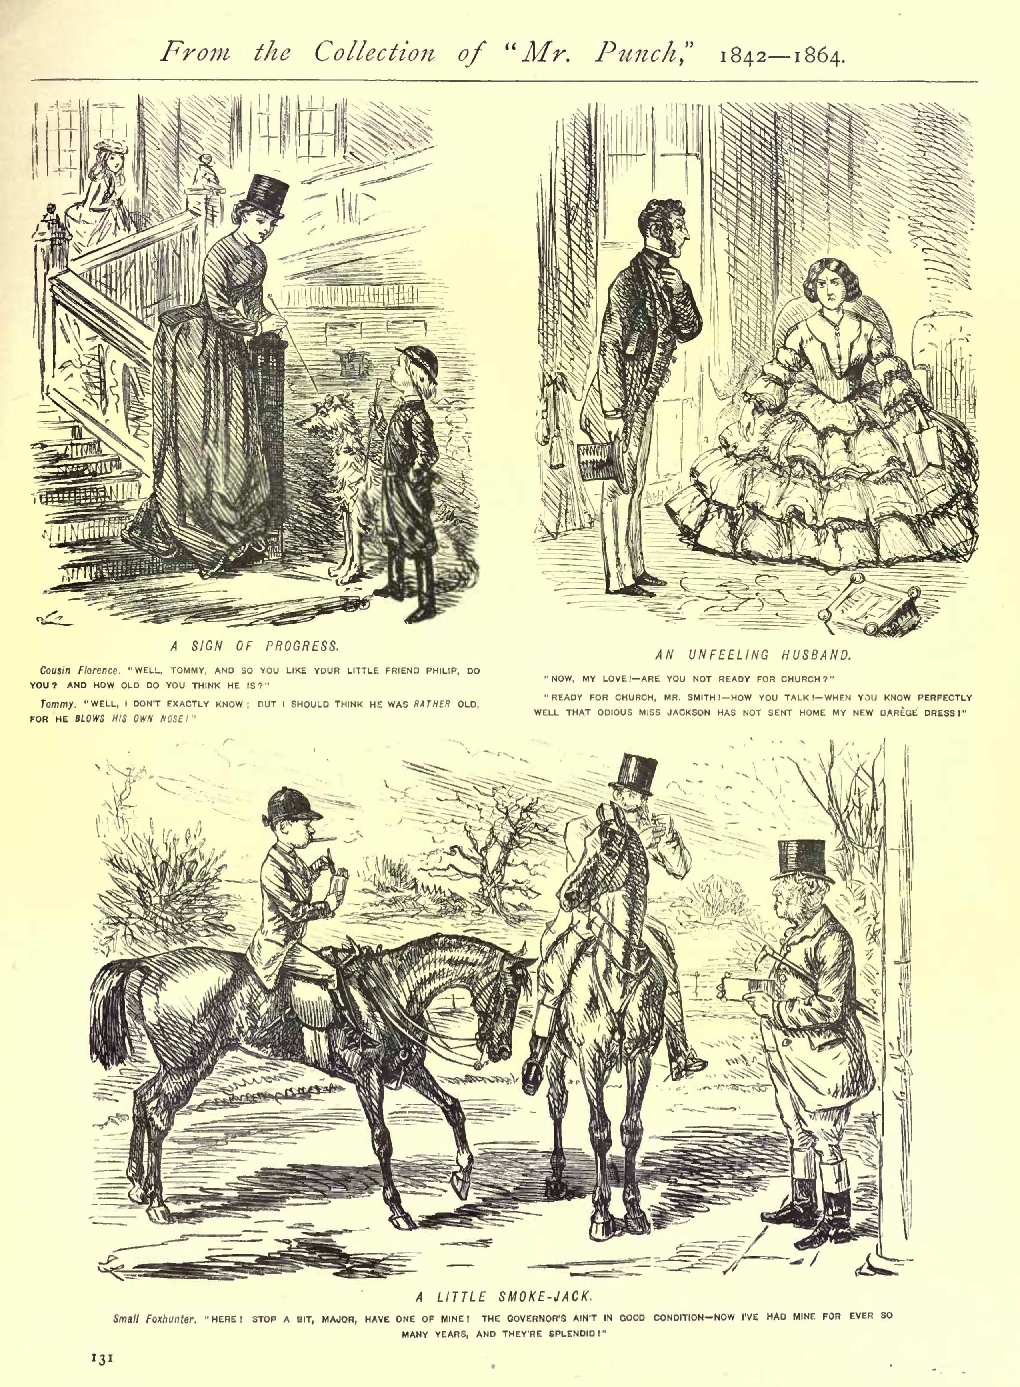 From the Collection of "Mr. Punch," 1842—1864.
A SIGN OF PROGRESS.
Cousin Florence. "WELL, TOMMY, AND SO YOU LIKE YOUR LITTLE FRIEND PHILIP, DO
YOU? AND HOW OLD DO YOU THINK HE IS?"
Tommy. "WELL, I DON'T EXACTLY KNOW; BUT I SHOULD THINK HE WAS RATHER OLD,
FOR HE BLOWS HIS OWN NOSE!"
AN UNFEELING HUSBAND.
"NOW, MY LOVE!—ARE YOU NOT READY FOR CHURCH?"
"READY FOR CHURCH, MR. SMITH!—HOW YOU TALK!—WHEN YOU KNOW PERFECTLY
WELL THAT ODIOUS MISS JACKSON HAS NOT SENT HOME MY NEW BARÈGE DRESS!"
A LITTLE SMOKE-JACK.
Small Foxhunter. "HERE! STOP A BIT, MAJOR, HAVE ONE OF MINE! THE GOVERNOR'S AIN'T IN GOOD CONDITION—NOW I'VE HAD MINE FOR EVER SO
MANY YEARS, AND THEY'RE SPLENDID!"
131